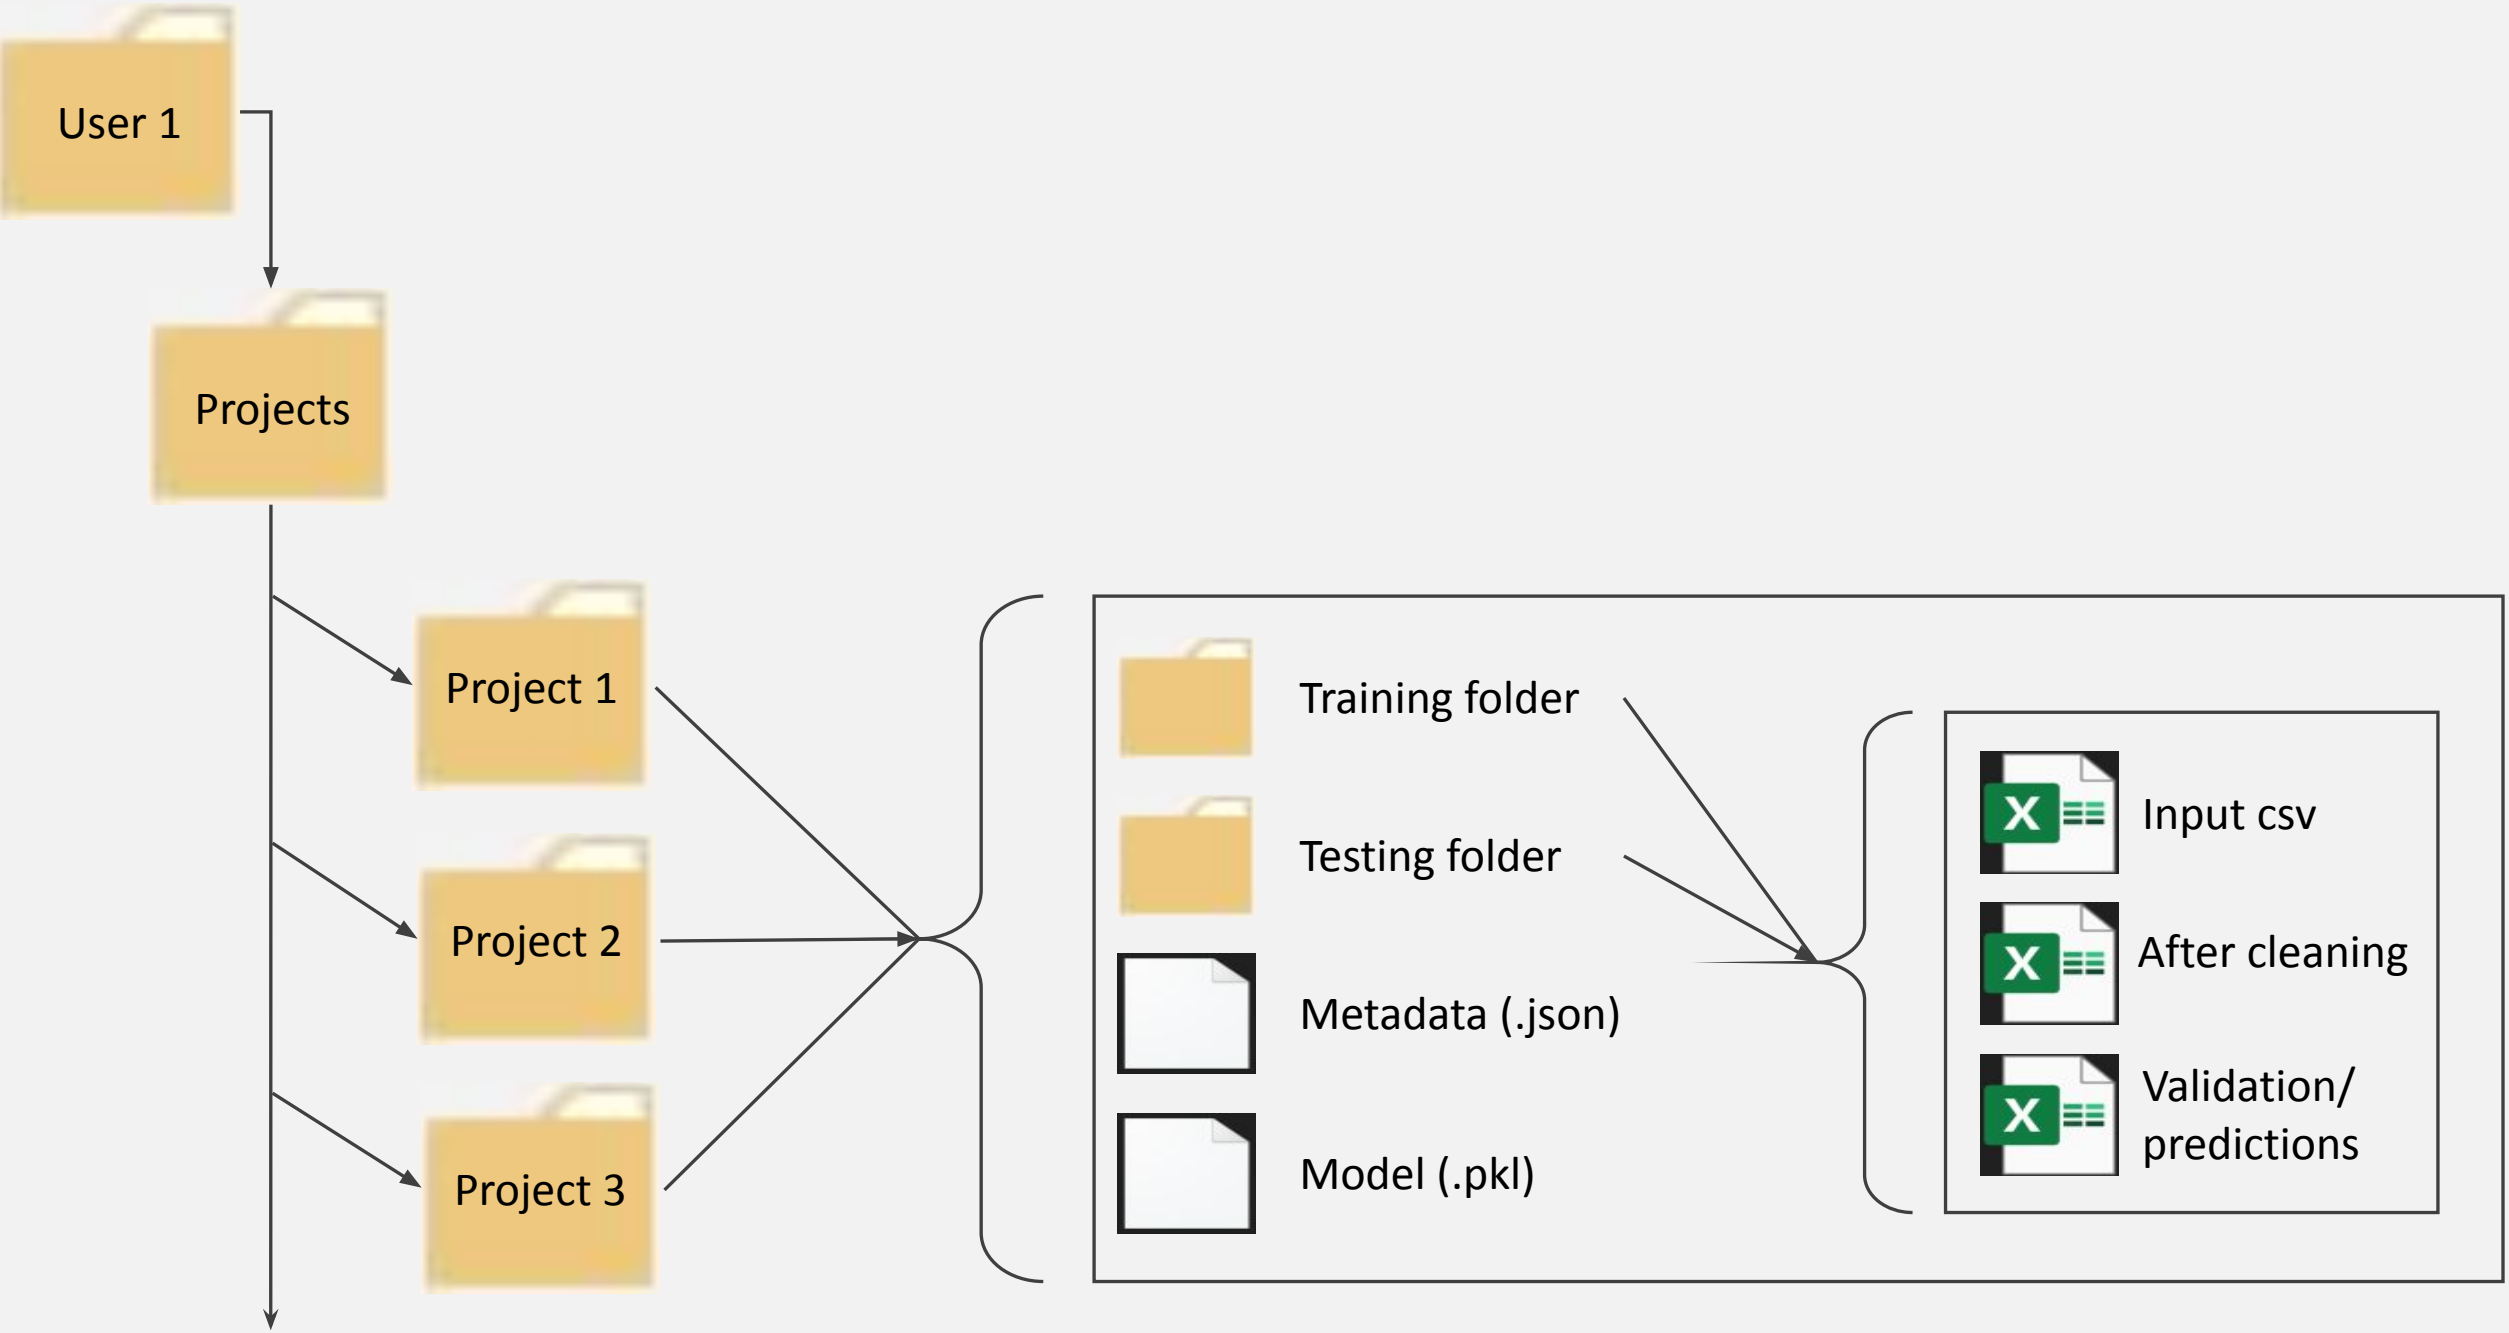 User 1
Projects
Project 1
Project 2
Project 3
Training folder
Testing folder
Metadata (.json)
Model (.pkl)
X
Input csv
X
After cleaning
X
Validation/
predictions